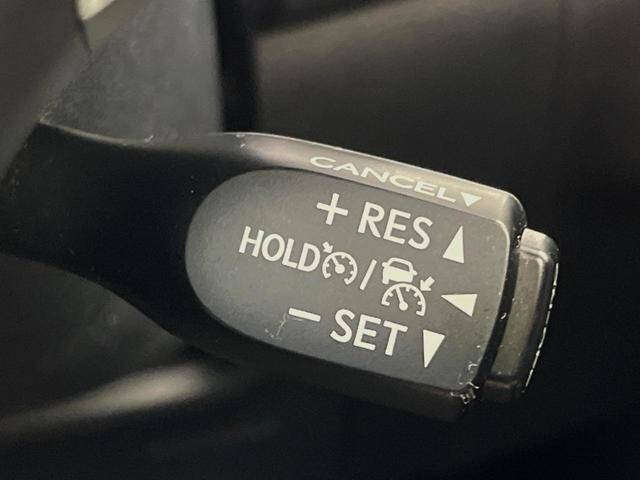 CANCEL▼
+ RES ▲
HOLD / ◀
− SET ▼